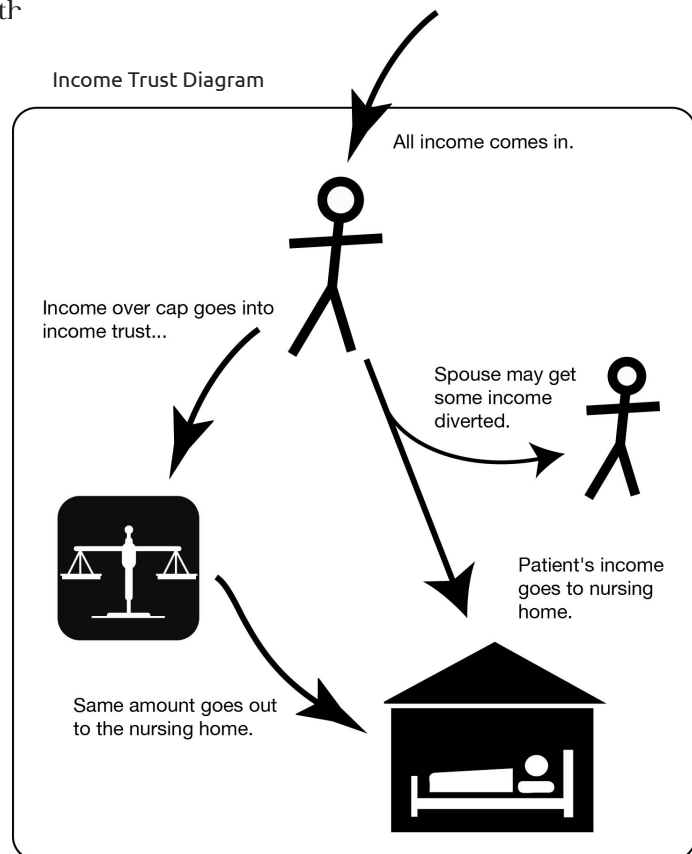 Income Trust Diagram
All income comes in.
Income over cap goes into
income trust...
Spouse may get
some income
diverted.
Patient's income
goes to nursing
home.
Same amount goes out
to the nursing home.